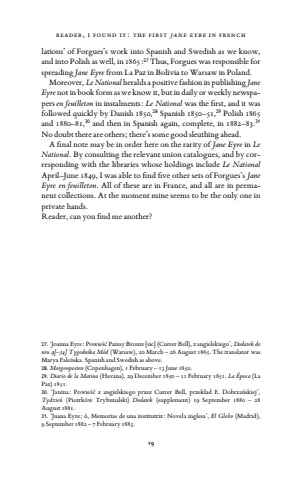 READER, I FOUND IT: THE FIRST JANE EYRE IN FRENCH
lations' of Forgues's work into Spanish and Swedish as we know,
and into Polish as well, in 1865:27 Thus, Forgues was responsible for
spreading Jane Eyre from La Paz in Bolivia to Warsaw in Poland.
Moreover, Le National heralds a positive fashion in publishing Jane
Eyre not in book form as we know it, but in daily or weekly newspa-
pers en feuilleton in instalments: Le National was the first, and it was
followed quickly by Danish 1850,28 Spanish 1850–51,29 Polish 1865
and 1880–81,30 and then in Spanish again, complete, in 1882–83.31
No doubt there are others; there's some good sleuthing ahead.
A final note may be in order here on the rarity of Jane Eyre in Le
National. By consulting the relevant union catalogues, and by cor-
responding with the libraries whose holdings include Le National
April–June 1849, I was able to find five other sets of Forgues's Jane
Eyre en feuilleton. All of these are in France, and all are in perma-
nent collections. At the moment mine seems to be the only one in
private hands.
Reader, can you find me another?
27. 'Joanna Eyre: Powieść Panny Bronte [sic] (Currer Bell), z angielskiego', Dodatek do
nru 4[–34] Tygodnika Mód (Warsaw), 20 March – 26 August 1865. The translator was
Marya Faleńska. Spanish and Swedish as above.
28. Morgenposten (Copenhagen), 1 February – 13 June 1850.
29. Diario de la Marina (Havana), 29 December 1850 – 11 February 1851. La Época (La
Paz) 1851.
30. 'Janina: Powieść z angielskiego przez Currer Bell, przekład E. Dobrzańskiej',
Tydzień (Piotrków Trybunalski) Dodatek (supplement) 19 September 1880 – 28
August 1881.
31. 'Juana Eyre; ó, Memorias de una institutriz: Novela inglesa', El Globo (Madrid),
9 September 1882 – 7 February 1883.
19